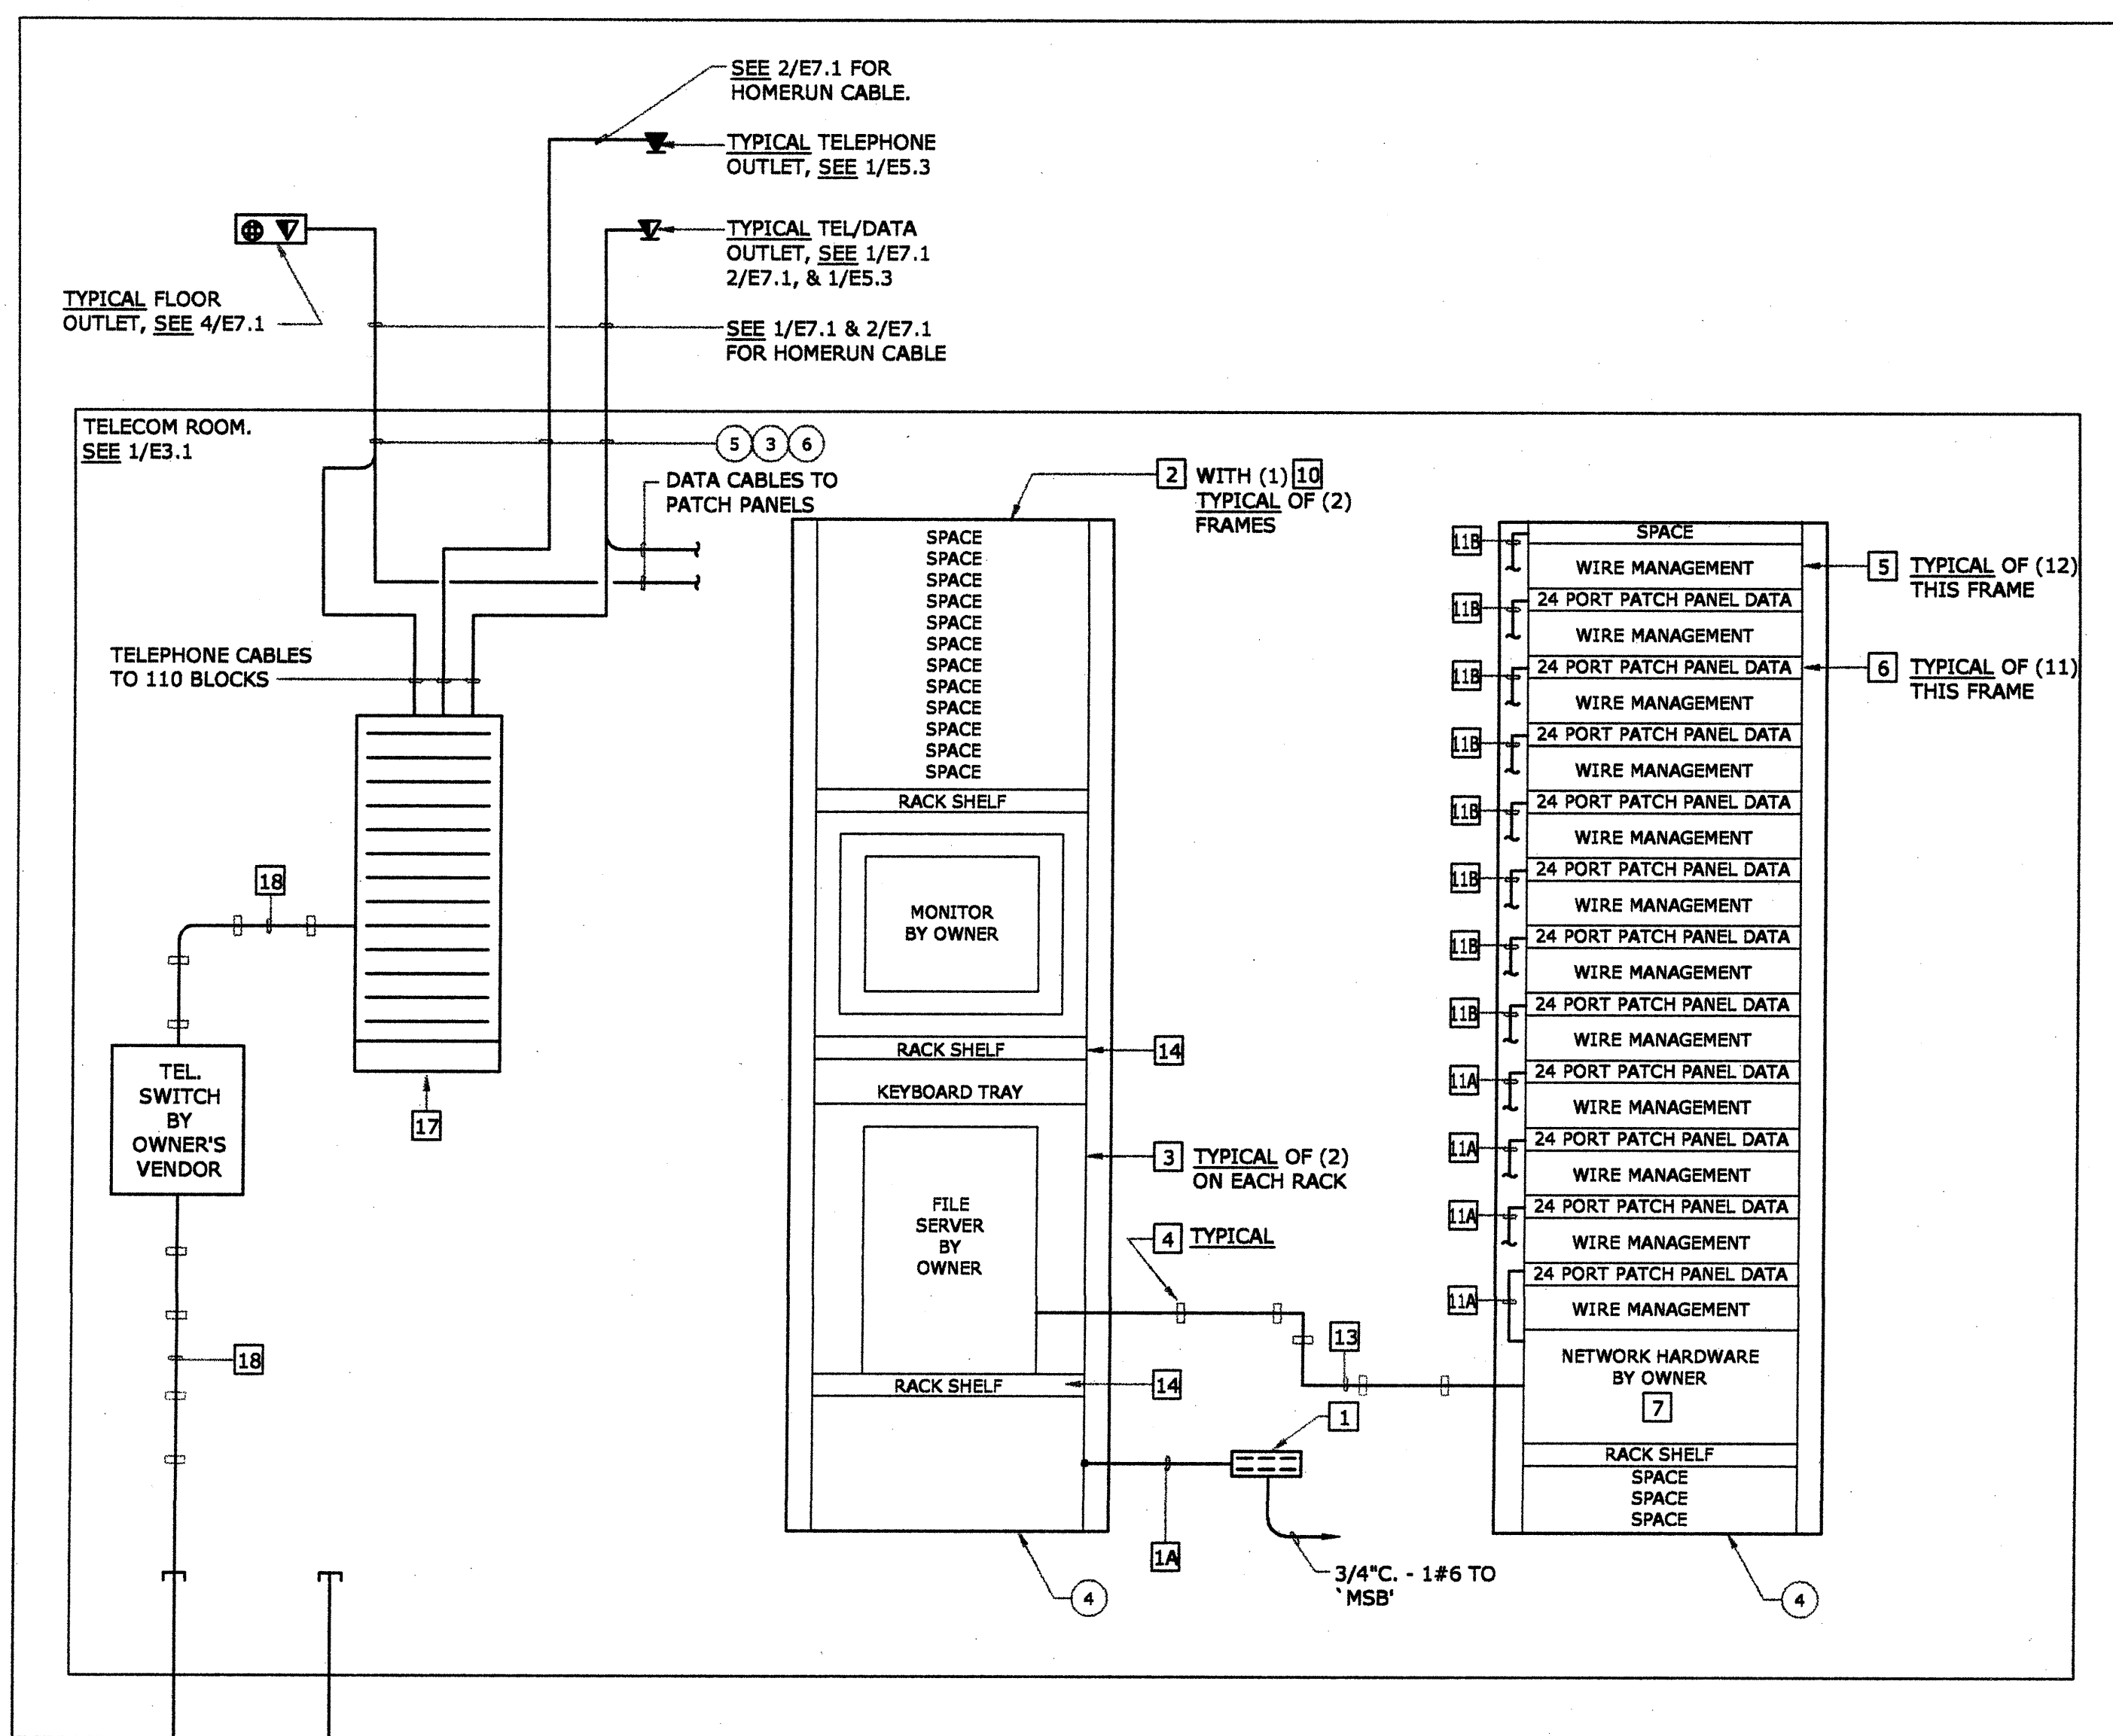 SEE 2/E7.1 FOR
HOMERUN CABLE.
TYPICAL TELEPHONE
OUTLET, SEE 1/E5.3
TYPICAL TEL/DATA
OUTLET, SEE 1/E7.1
2/E7.1, & 1/E5.3
TYPICAL FLOOR
OUTLET, SEE 4/E7.1
SEE 1/E7.1 & 2/E7.1
FOR HOMERUN CABLE
TELECOM ROOM.
SEE 1/E3.1
5 3 6
DATA CABLES TO
PATCH PANELS
TELEPHONE CABLES
TO 110 BLOCKS
18
17
TEL.
SWITCH
BY
OWNER'S
VENDOR
18
2 WITH (1) 10
TYPICAL OF (2)
FRAMES
SPACE
SPACE
SPACE
SPACE
SPACE
SPACE
SPACE
SPACE
SPACE
SPACE
SPACE
SPACE
RACK SHELF
MONITOR
BY OWNER
RACK SHELF
14
KEYBOARD TRAY
3 TYPICAL OF (2)
ON EACH RACK
FILE
SERVER
BY
OWNER
4 TYPICAL
13
RACK SHELF
14
1
1A
3/4"C. - 1#6 TO
`MSB'
4
SPACE
11B
WIRE MANAGEMENT
5 TYPICAL OF (12)
THIS FRAME
24 PORT PATCH PANEL DATA
11B
WIRE MANAGEMENT
24 PORT PATCH PANEL DATA
6 TYPICAL OF (11)
THIS FRAME
11B
WIRE MANAGEMENT
24 PORT PATCH PANEL DATA
11B
WIRE MANAGEMENT
24 PORT PATCH PANEL DATA
11B
WIRE MANAGEMENT
24 PORT PATCH PANEL DATA
11B
WIRE MANAGEMENT
24 PORT PATCH PANEL DATA
11B
WIRE MANAGEMENT
24 PORT PATCH PANEL DATA
11B
WIRE MANAGEMENT
24 PORT PATCH PANEL DATA
11A
WIRE MANAGEMENT
24 PORT PATCH PANEL DATA
11A
WIRE MANAGEMENT
24 PORT PATCH PANEL DATA
11A
WIRE MANAGEMENT
24 PORT PATCH PANEL DATA
11A
WIRE MANAGEMENT
NETWORK HARDWARE
BY OWNER
7
RACK SHELF
SPACE
SPACE
SPACE
4